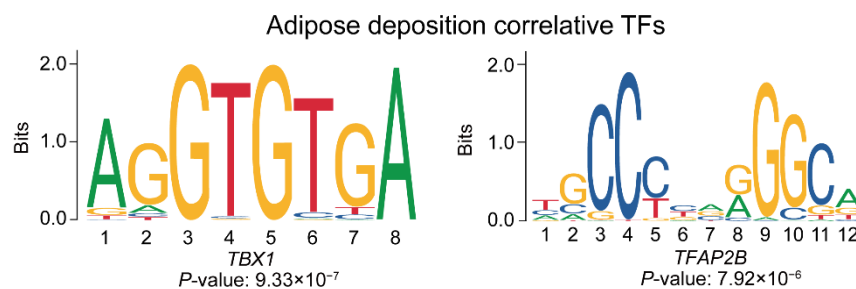 Adipose deposition correlative TFs
2.0
1.0
0.0
Bits
AGGTGTGA
1 2 3 4 5 6 7 8
TBX1
P-value: 9.33×10⁻⁷
2.0
1.0
0.0
Bits
1 2 3 4 5 6 7 8 9 10 11 12
TFAP2B
P-value: 7.92×10⁻⁶